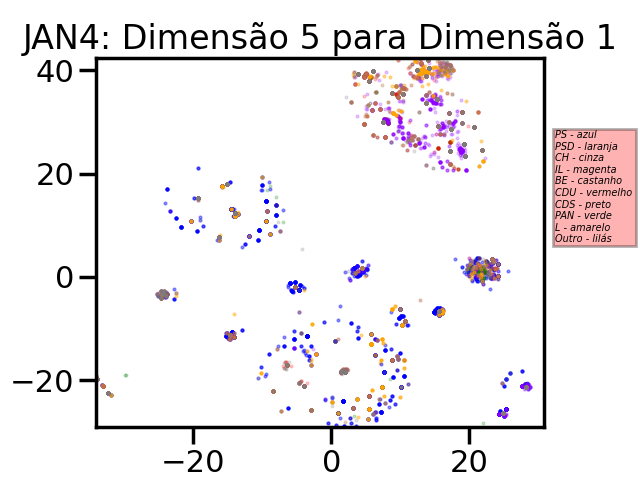 JAN4: Dimensão 5 para Dimensão 1
40
20
0
−20
−20
0
20
PS - azul
PSD - laranja
CH - cinza
IL - magenta
BE - castanho
CDU - vermelho
CDS - preto
PAN - verde
L - amarelo
Outro - lilás